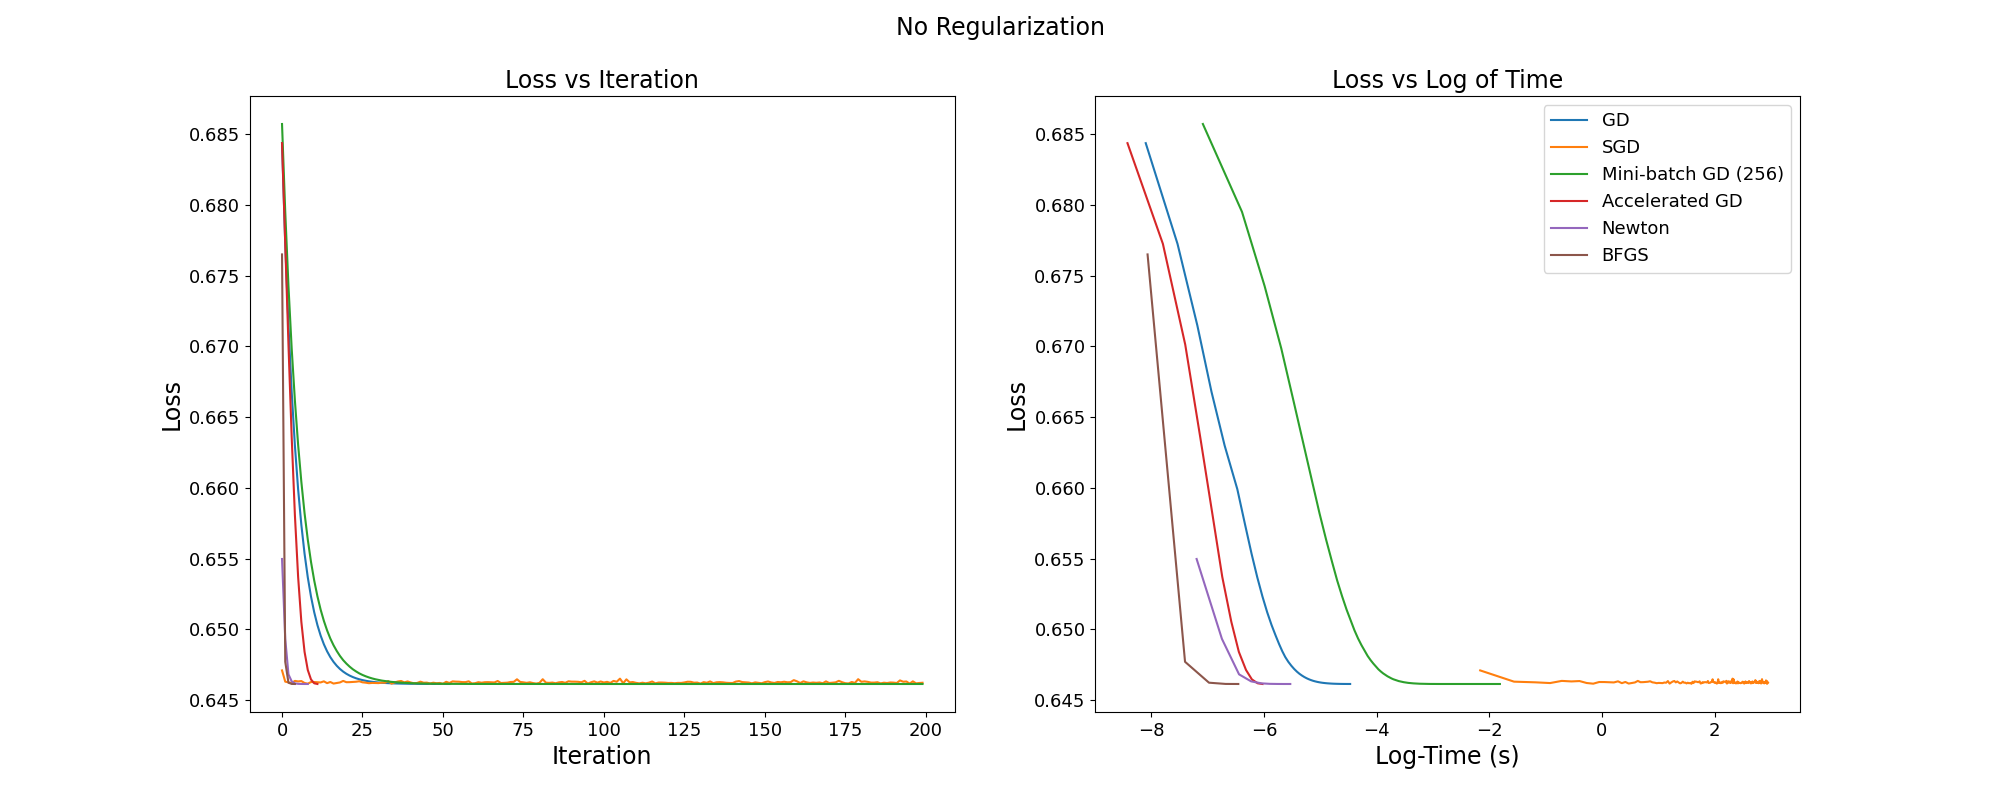 No Regularization
Loss vs Iteration
0.685
0.680
0.675
0.670
0.665
0.660
0.655
0.650
0.645
Loss
0 25 50 75 100 125 150 175 200
Iteration
Loss vs Log of Time
0.685
0.680
0.675
0.670
0.665
0.660
0.655
0.650
0.645
Loss
−8 −6 −4 −2 0 2
Log-Time (s)
GD
SGD
Mini-batch GD (256)
Accelerated GD
Newton
BFGS